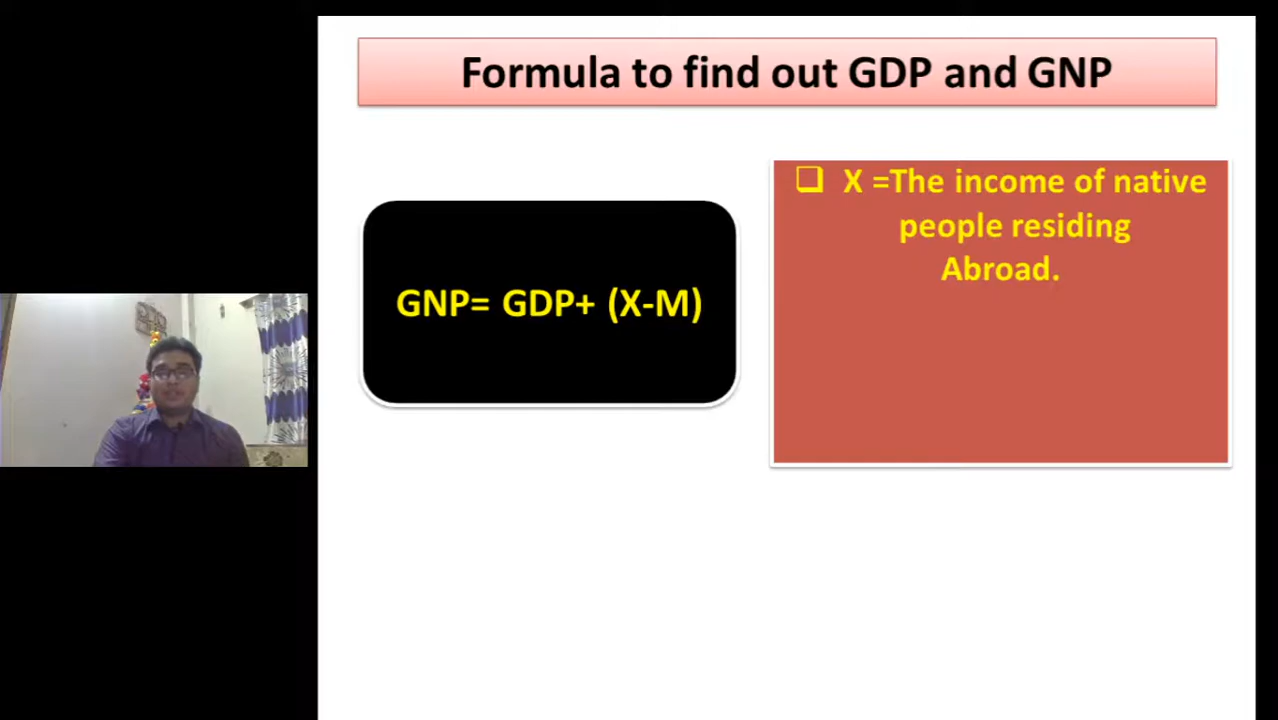 Formula to find out GDP and GNP
GNP= GDP+ (X-M)
❑ X =The income of native
people residing
Abroad.